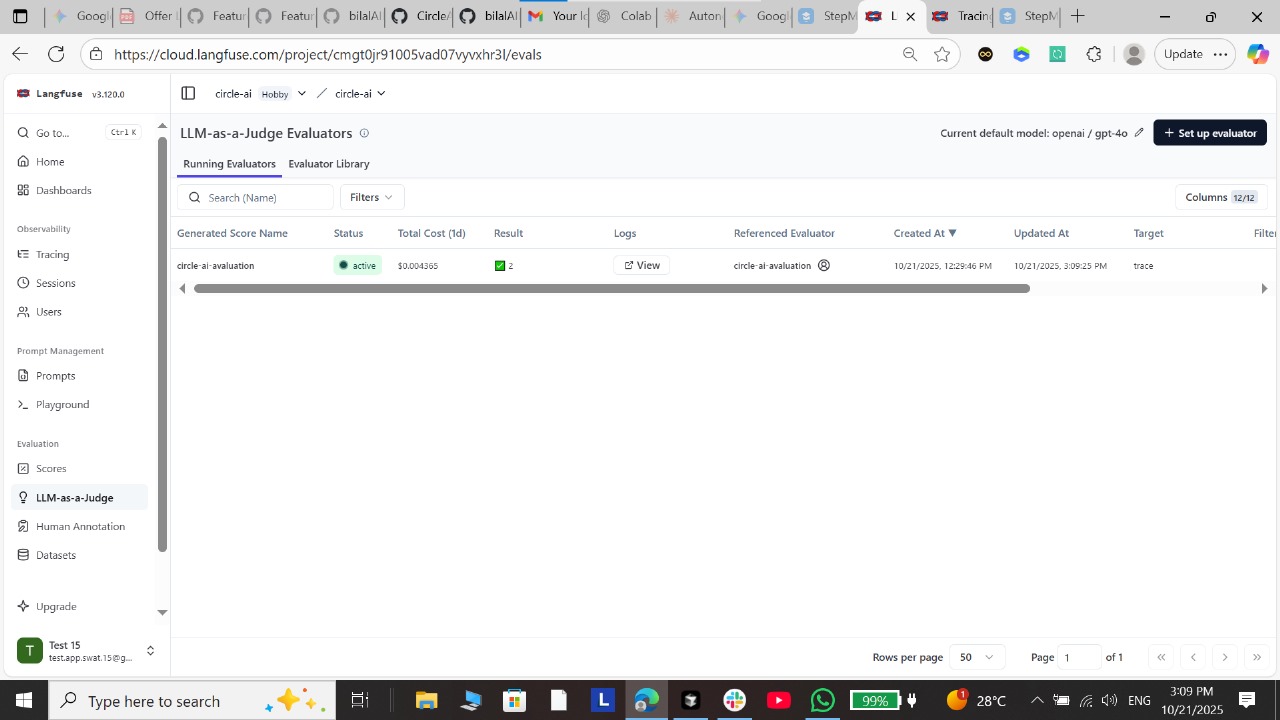 Googl
Offer
Featu
Featur
bilalAI
Circle/
bilalAI
Your Ic
Colab
Auton
Googl
StepM
Li
Tracin
StepM
https://cloud.langfuse.com/project/cmgt0jr91005vad07vyvxhr3l/evals
Update
Langfuse v3.120.0
circle-ai Hobby / circle-ai
Go to... Ctrl K
LLM-as-a-Judge Evaluators
Current default model: openai / gpt-4o
+ Set up evaluator
Home
Running Evaluators Evaluator Library
Dashboards
Search (Name) Filters
Columns 12/12
Observability
Generated Score Name Status Total Cost (1d) Result Logs Referenced Evaluator Created At ▼ Updated At Target Filter
Tracing
circle-ai-avaluation active $0.004365 ✅ 2 View circle-ai-avaluation 10/21/2025, 12:29:46 PM 10/21/2025, 3:09:25 PM trace
Sessions
Users
Prompt Management
Prompts
Playground
Evaluation
Scores
LLM-as-a-Judge
Human Annotation
Datasets
Upgrade
T
Test 15
test.app.swat.15@g...
Rows per page 50 Page 1 of 1
Type here to search
99%
1
28°C
ENG
3:09 PM
10/21/2025